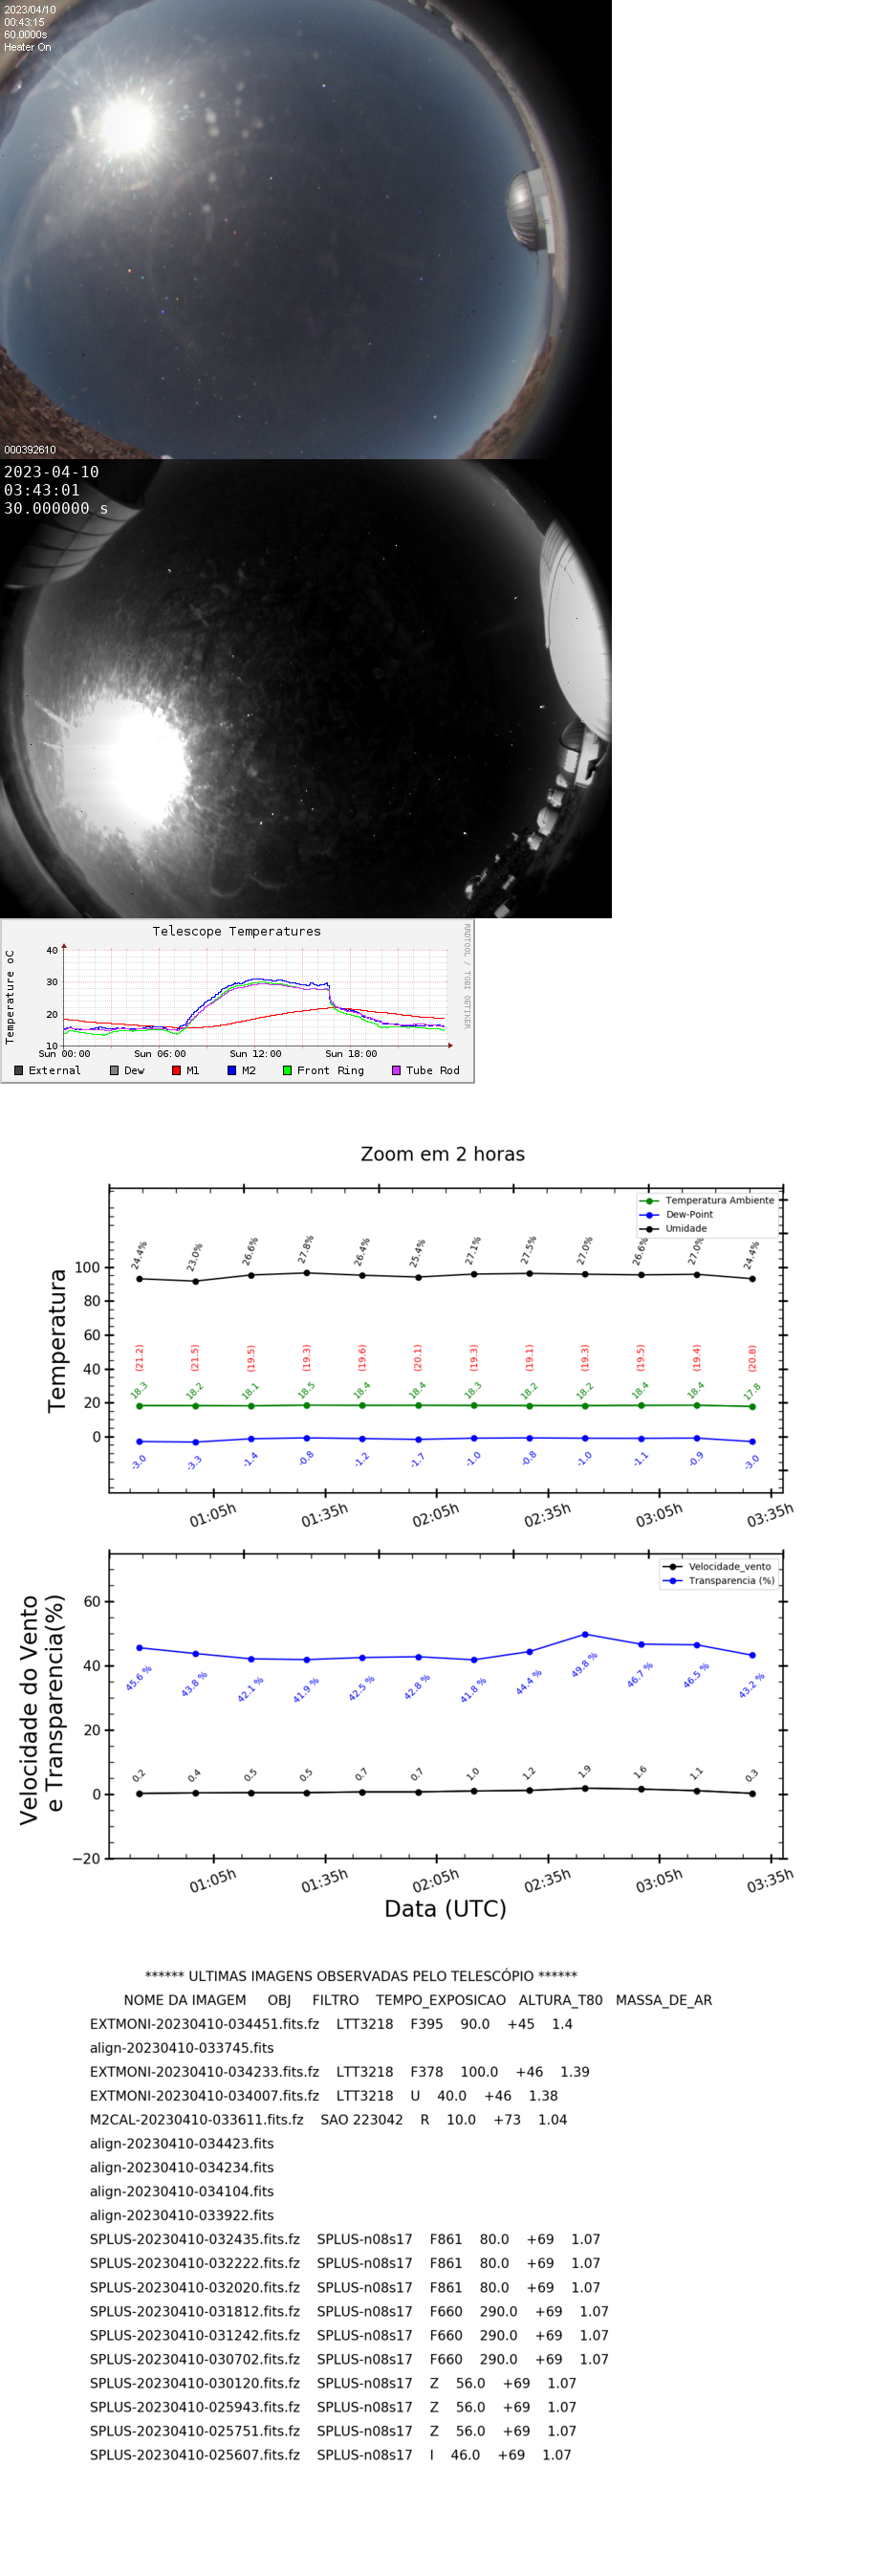 2023/04/10
00:43:15
60.0000s
Heater On
000392610
2023-04-10
03:43:01
30.000000 s
Telescope Temperatures
RRDTOOL / TOBI OETIKER
Temperature oC
40
30
20
10
Sun 00:00 Sun 06:00 Sun 12:00 Sun 18:00
External Dew M1 M2 Front Ring Tube Rod
Zoom em 2 horas
Temperatura Ambiente
Dew-Point
Umidade
Temperatura
100
80
60
40
20
0
24.4% 23.0% 26.6% 27.8% 26.4% 25.4% 27.1% 27.5% 27.0% 26.6% 27.0% 24.4%
(21.2) (21.5) (19.5) (19.3) (19.6) (20.1) (19.3) (19.1) (19.3) (19.5) (19.4) (20.8)
18.3 18.2 18.1 18.5 18.4 18.4 18.3 18.2 18.2 18.4 18.4 17.8
-3.0 -3.3 -1.4 -0.8 -1.2 -1.7 -1.0 -0.8 -1.0 -1.1 -0.9 -3.0
01:05h 01:35h 02:05h 02:35h 03:05h 03:35h
Velocidade_vento
Transparencia (%)
Velocidade do Vento
e Transparencia(%)
60
40
20
0
−20
45.6 % 43.8 % 42.1 % 41.9 % 42.5 % 42.8 % 41.8 % 44.4 % 49.8 % 46.7 % 46.5 % 43.2 %
0.2 0.4 0.5 0.5 0.7 0.7 1.0 1.2 1.9 1.6 1.1 0.3
01:05h 01:35h 02:05h 02:35h 03:05h 03:35h
Data (UTC)
****** ULTIMAS IMAGENS OBSERVADAS PELO TELESCÓPIO ******
NOME DA IMAGEM OBJ FILTRO TEMPO_EXPOSICAO ALTURA_T80 MASSA_DE_AR
EXTMONI-20230410-034451.fits.fz LTT3218 F395 90.0 +45 1.4
align-20230410-033745.fits
EXTMONI-20230410-034233.fits.fz LTT3218 F378 100.0 +46 1.39
EXTMONI-20230410-034007.fits.fz LTT3218 U 40.0 +46 1.38
M2CAL-20230410-033611.fits.fz SAO 223042 R 10.0 +73 1.04
align-20230410-034423.fits
align-20230410-034234.fits
align-20230410-034104.fits
align-20230410-033922.fits
SPLUS-20230410-032435.fits.fz SPLUS-n08s17 F861 80.0 +69 1.07
SPLUS-20230410-032222.fits.fz SPLUS-n08s17 F861 80.0 +69 1.07
SPLUS-20230410-032020.fits.fz SPLUS-n08s17 F861 80.0 +69 1.07
SPLUS-20230410-031812.fits.fz SPLUS-n08s17 F660 290.0 +69 1.07
SPLUS-20230410-031242.fits.fz SPLUS-n08s17 F660 290.0 +69 1.07
SPLUS-20230410-030702.fits.fz SPLUS-n08s17 F660 290.0 +69 1.07
SPLUS-20230410-030120.fits.fz SPLUS-n08s17 Z 56.0 +69 1.07
SPLUS-20230410-025943.fits.fz SPLUS-n08s17 Z 56.0 +69 1.07
SPLUS-20230410-025751.fits.fz SPLUS-n08s17 Z 56.0 +69 1.07
SPLUS-20230410-025607.fits.fz SPLUS-n08s17 I 46.0 +69 1.07